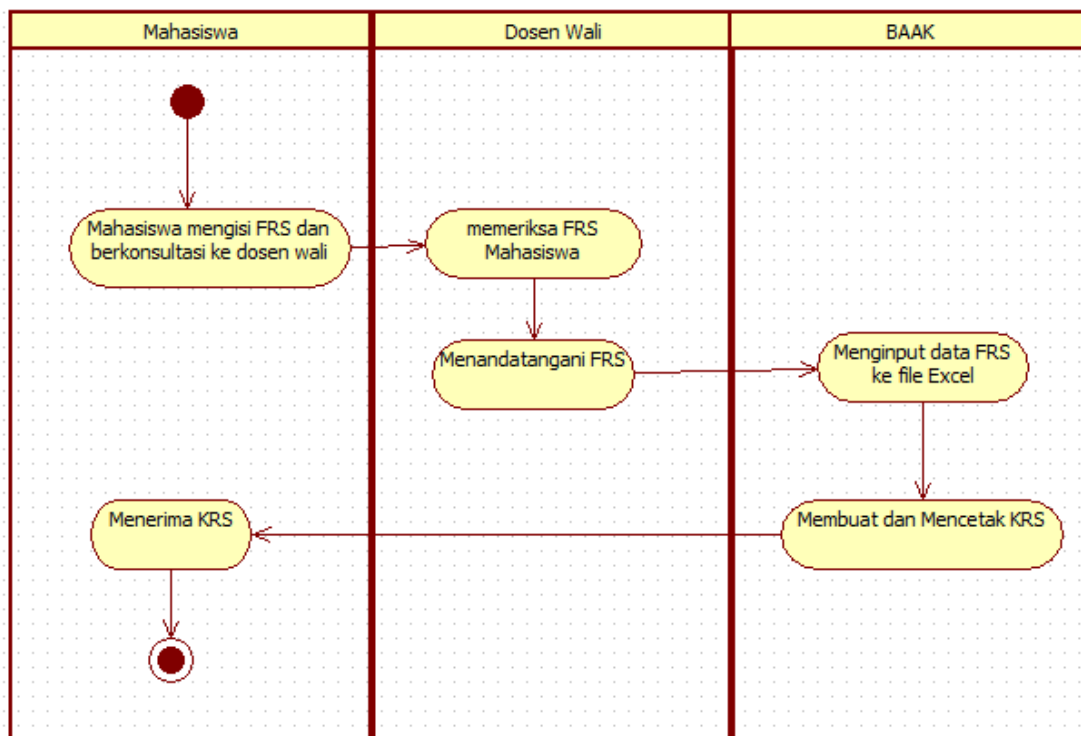 Mahasiswa
Dosen Wali
BAAK
Mahasiswa mengisi FRS dan
berkonsultasi ke dosen wali
memeriksa FRS
Mahasiswa
Menandatangani FRS
Menginput data FRS
ke file Excel
Membuat dan Mencetak KRS
Menerima KRS